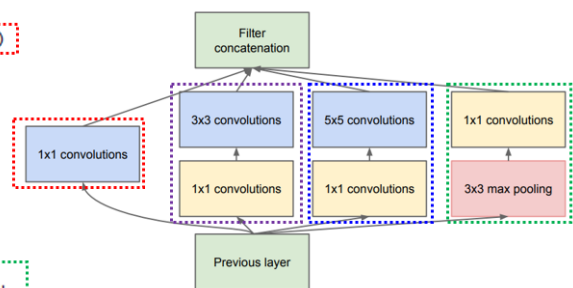 )
Filter
concatenation
3x3 convolutions
5x5 convolutions
1x1 convolutions
1x1 convolutions
1x1 convolutions
1x1 convolutions
3x3 max pooling
Previous layer